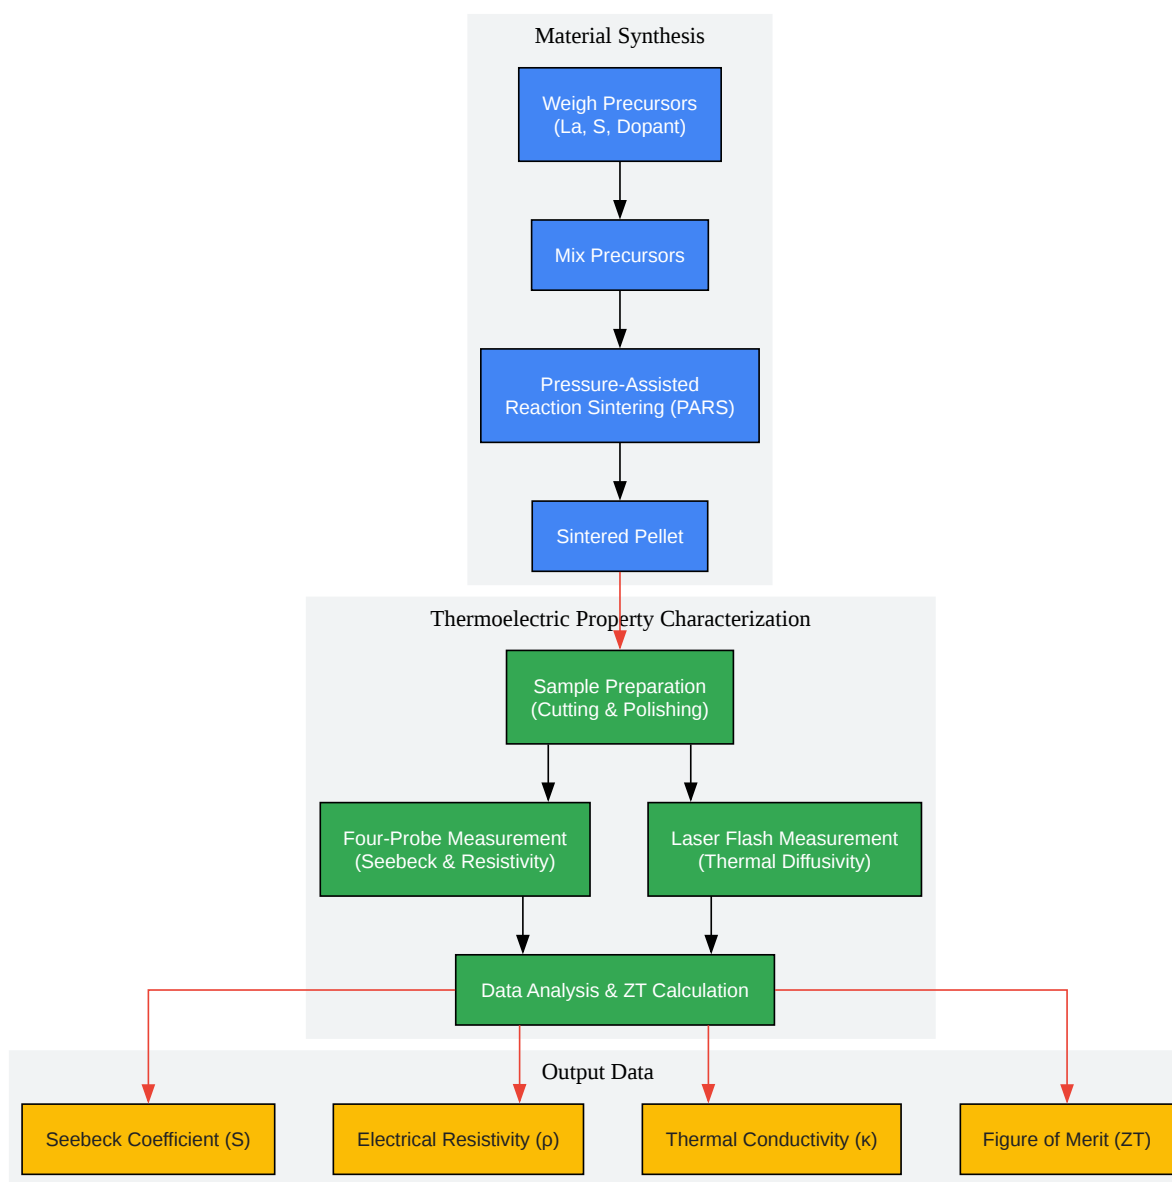 Material Synthesis
Weigh Precursors
(La, S, Dopant)
Mix Precursors
Pressure-Assisted
Reaction Sintering (PARS)
Sintered Pellet
Thermoelectric Property Characterization
Sample Preparation
(Cutting & Polishing)
Four-Probe Measurement
(Seebeck & Resistivity)
Laser Flash Measurement
(Thermal Diffusivity)
Data Analysis & ZT Calculation
Output Data
Seebeck Coefficient (S)
Electrical Resistivity (ρ)
Thermal Conductivity (κ)
Figure of Merit (ZT)